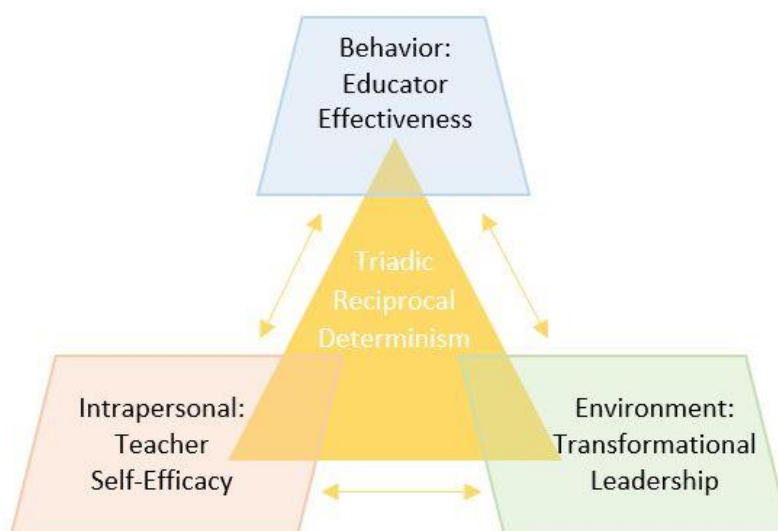 Behavior:
Educator
Effectiveness
Triadic
Reciprocal
Determinism
Intrapersonal:
Teacher
Self-Efficacy
Environment:
Transformational
Leadership